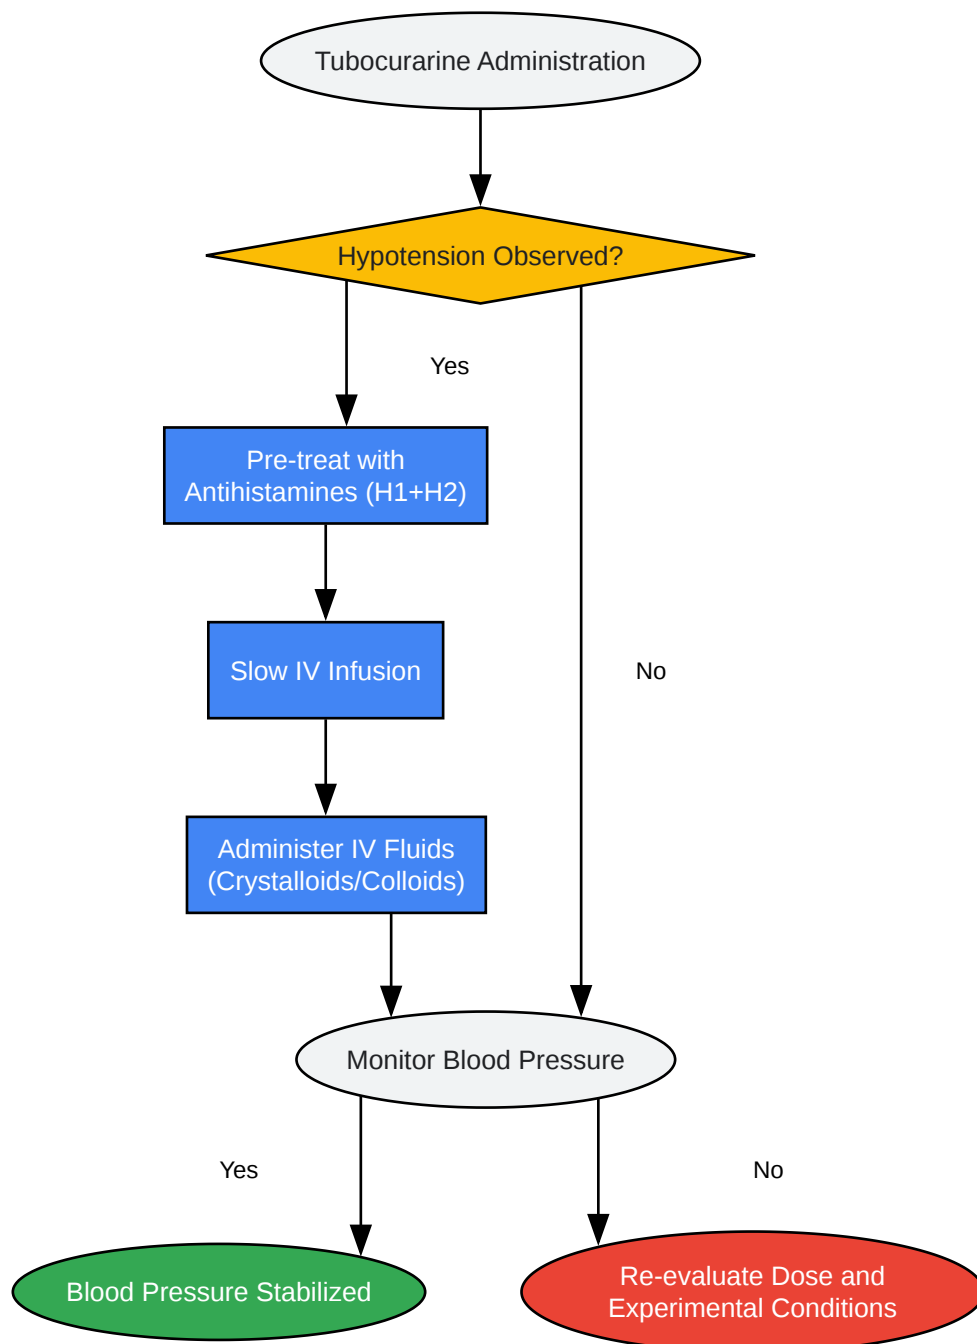 Tubocurarine Administration
Hypotension Observed?
Yes
Pre-treat with
Antihistamines (H1+H2)
Slow IV Infusion
No
Administer IV Fluids
(Crystalloids/Colloids)
Monitor Blood Pressure
Yes
No
Blood Pressure Stabilized
Re-evaluate Dose and
Experimental Conditions